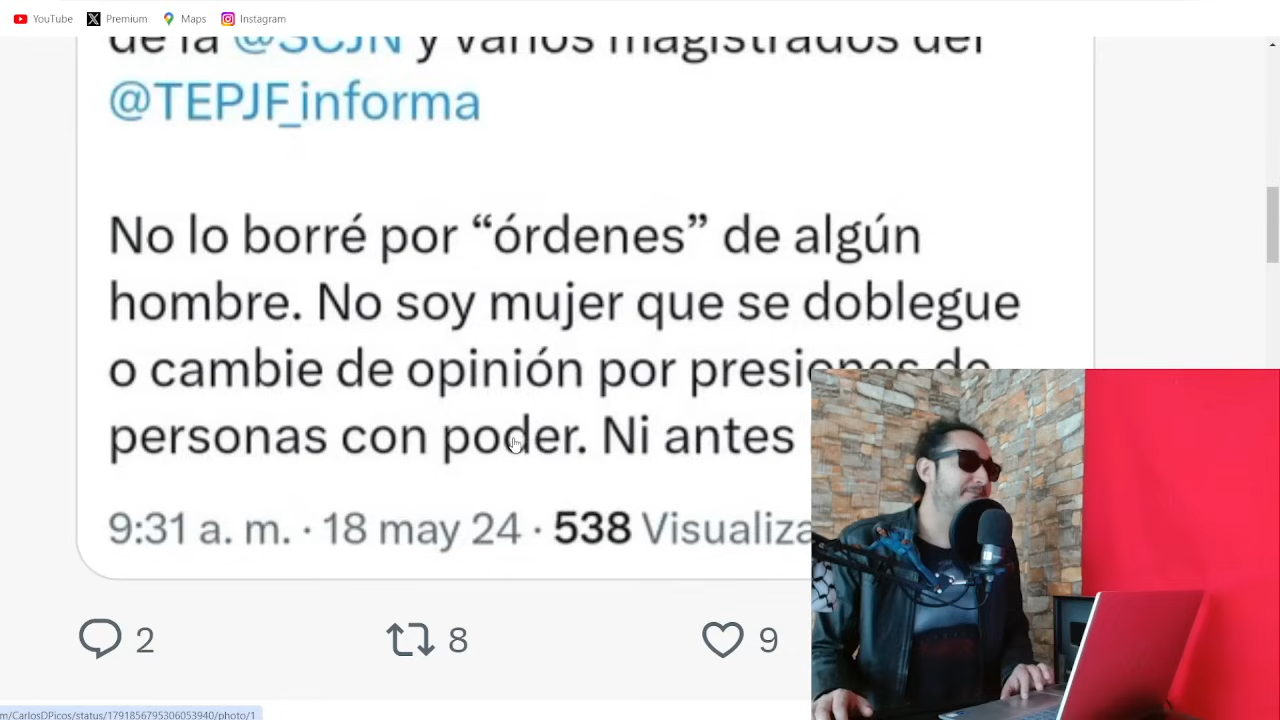 YouTube Premium Maps Instagram
de la @SCJN y varios magistrados del
@TEPJF_informa
No lo borré por “órdenes” de algún
hombre. No soy mujer que se doblegue
o cambie de opinión por presiones de
personas con poder. Ni antes
9:31 a. m. · 18 may 24 · 538 Visualiza
2 8 9
m/CarlosDPicos/status/1791856795306053940/photo/1